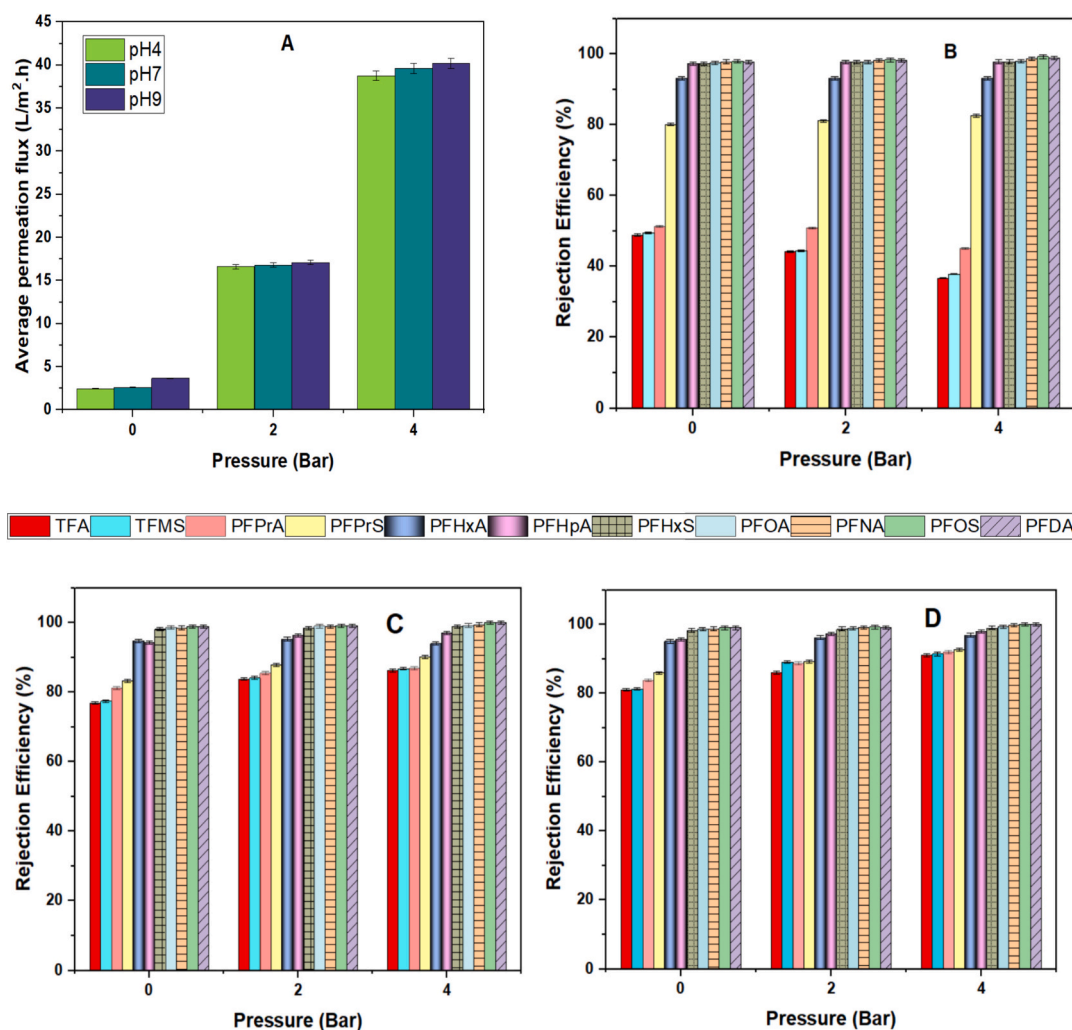 A
pH4
pH7
pH9
45
40
35
30
25
20
15
10
5
0
Average permeation flux (L/m².h)
0 2 4
Pressure (Bar)
B
100
80
60
40
20
0
Rejection Efficiency (%)
0 2 4
Pressure (Bar)
TFA TFMS PFPrA PFPrS PFHxA PFHpA PFHxS PFOA PFNA PFOS PFDA
C
100
80
60
40
20
0
Rejection Efficiency (%)
0 2 4
Pressure (Bar)
D
100
80
60
40
20
0
Rejection Efficiency (%)
0 2 4
Pressure (Bar)